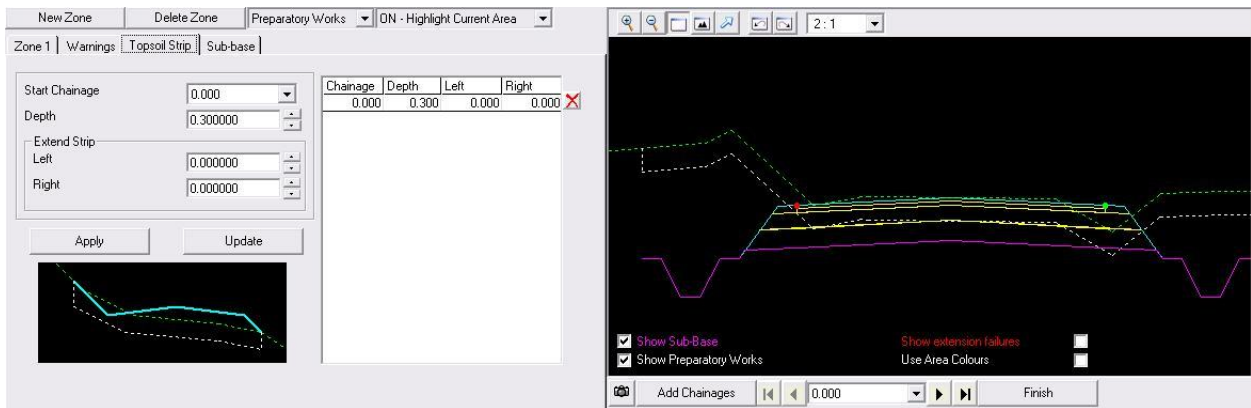 New Zone Delete Zone Preparatory Works ON - Highlight Current Area
2:1
Zone 1 Warnings Topsoil Strip Sub-base
Start Chainage 0.000
Depth 0.300000
Extend Strip
Left 0.000000
Right 0.000000
Apply Update
Chainage Depth Left Right
0.000 0.300 0.000 0.000
Show Sub-Base Show extension failures
Show Preparatory Works Use Area Colours
Add Chainages 0.000 Finish